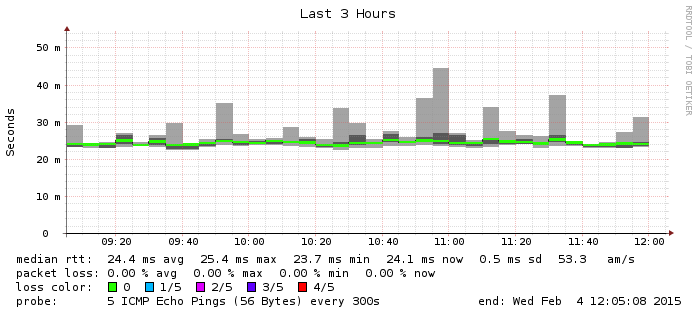 Last 3 Hours
RRDTOOL / TOBI OETIKER
Seconds
50 m
40 m
30 m
20 m
10 m
0
09:20 09:40 10:00 10:20 10:40 11:00 11:20 11:40 12:00
median rtt: 24.4 ms avg 25.4 ms max 23.7 ms min 24.1 ms now 0.5 ms sd 53.3 am/s
packet loss: 0.00 % avg 0.00 % max 0.00 % min 0.00 % now
loss color: 0 1/5 2/5 3/5 4/5
probe: 5 ICMP Echo Pings (56 Bytes) every 300s end: Wed Feb 4 12:05:08 2015